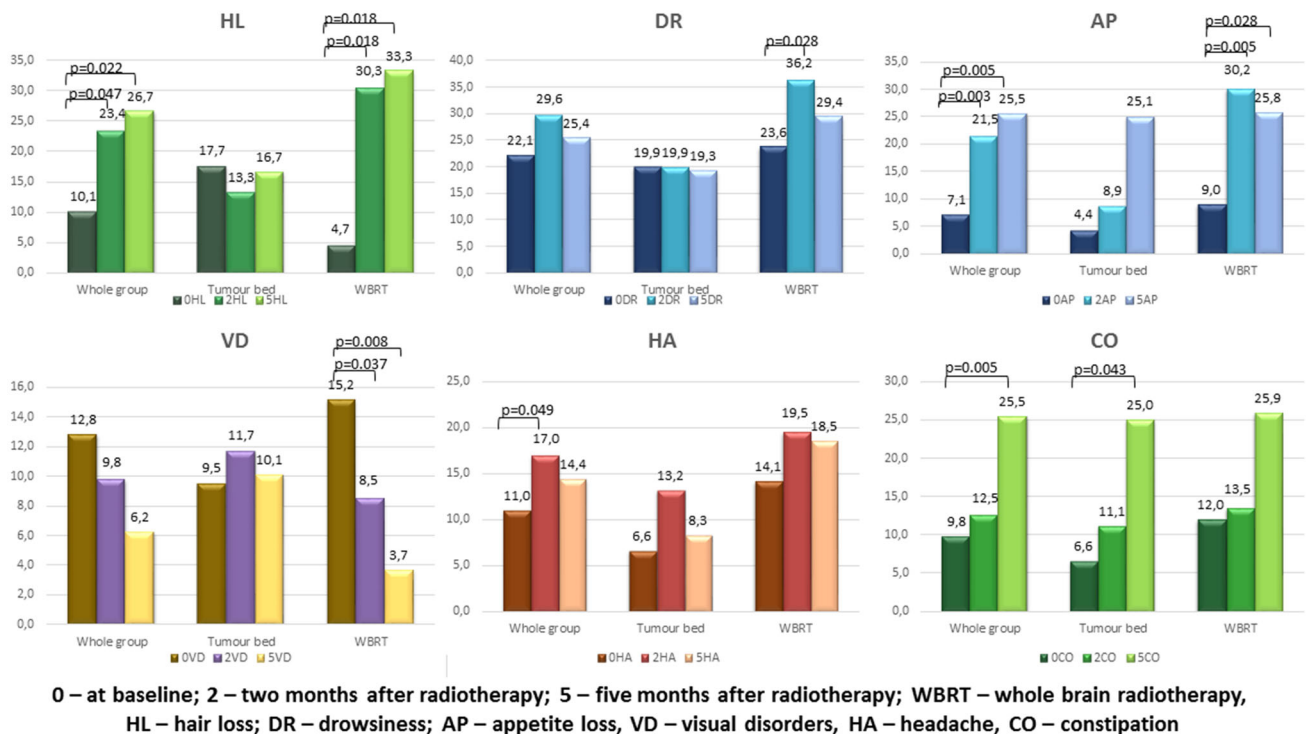 HL
p=0.018
p=0.018
p=0.022
p=0.047
35,0
30,0
25,0
20,0
15,0
10,0
5,0
0,0
10,1
23,4
26,7
17,7
13,3
16,7
4,7
30,3
33,3
Whole group
Tumour bed
WBRT
0HL 2HL 5HL
DR
p=0.028
40,0
35,0
30,0
25,0
20,0
15,0
10,0
5,0
0,0
22,1
29,6
25,4
19,9
19,9
19,3
23,6
36,2
29,4
Whole group
Tumour bed
WBRT
0DR 2DR 5DR
AP
p=0.028
p=0.005
p=0.005
p=0.003
35,0
30,0
25,0
20,0
15,0
10,0
5,0
0,0
7,1
21,5
25,5
4,4
8,9
25,1
9,0
30,2
25,8
Whole group
Tumour bed
WBRT
0AP 2AP 5AP
VD
p=0.008
p=0.037
16,0
14,0
12,0
10,0
8,0
6,0
4,0
2,0
0,0
12,8
9,8
6,2
9,5
11,7
10,1
15,2
8,5
3,7
Whole group
Tumour bed
WBRT
0VD 2VD 5VD
HA
p=0.049
25,0
20,0
15,0
10,0
5,0
0,0
11,0
17,0
14,4
6,6
13,2
8,3
14,1
19,5
18,5
Whole group
Tumour bed
WBRT
0HA 2HA 5HA
CO
p=0.005
p=0.043
30,0
25,0
20,0
15,0
10,0
5,0
0,0
9,8
12,5
25,5
6,6
11,1
25,0
12,0
13,5
25,9
Whole group
Tumour bed
WBRT
0CO 2CO 5CO
0 – at baseline; 2 – two months after radiotherapy; 5 – five months after radiotherapy; WBRT – whole brain radiotherapy,
HL – hair loss; DR – drowsiness; AP – appetite loss, VD – visual disorders, HA – headache, CO – constipation